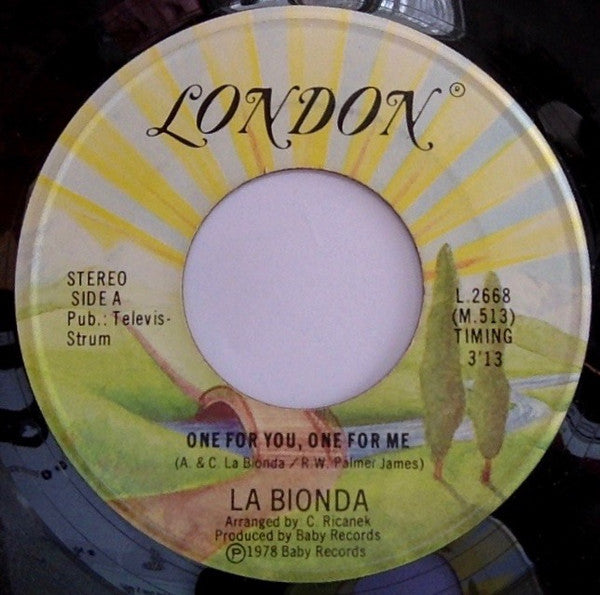 LONDON®
STEREO
SIDE A
Pub.: Televis-
Strum
L.2668
(M.513)
TIMING
3'13
ONE FOR YOU, ONE FOR ME
(A. & C. La Bionda / R.W. Palmer James)
LA BIONDA
Arranged by C. Ricanek
Produced by Baby Records
℗1978 Baby Records